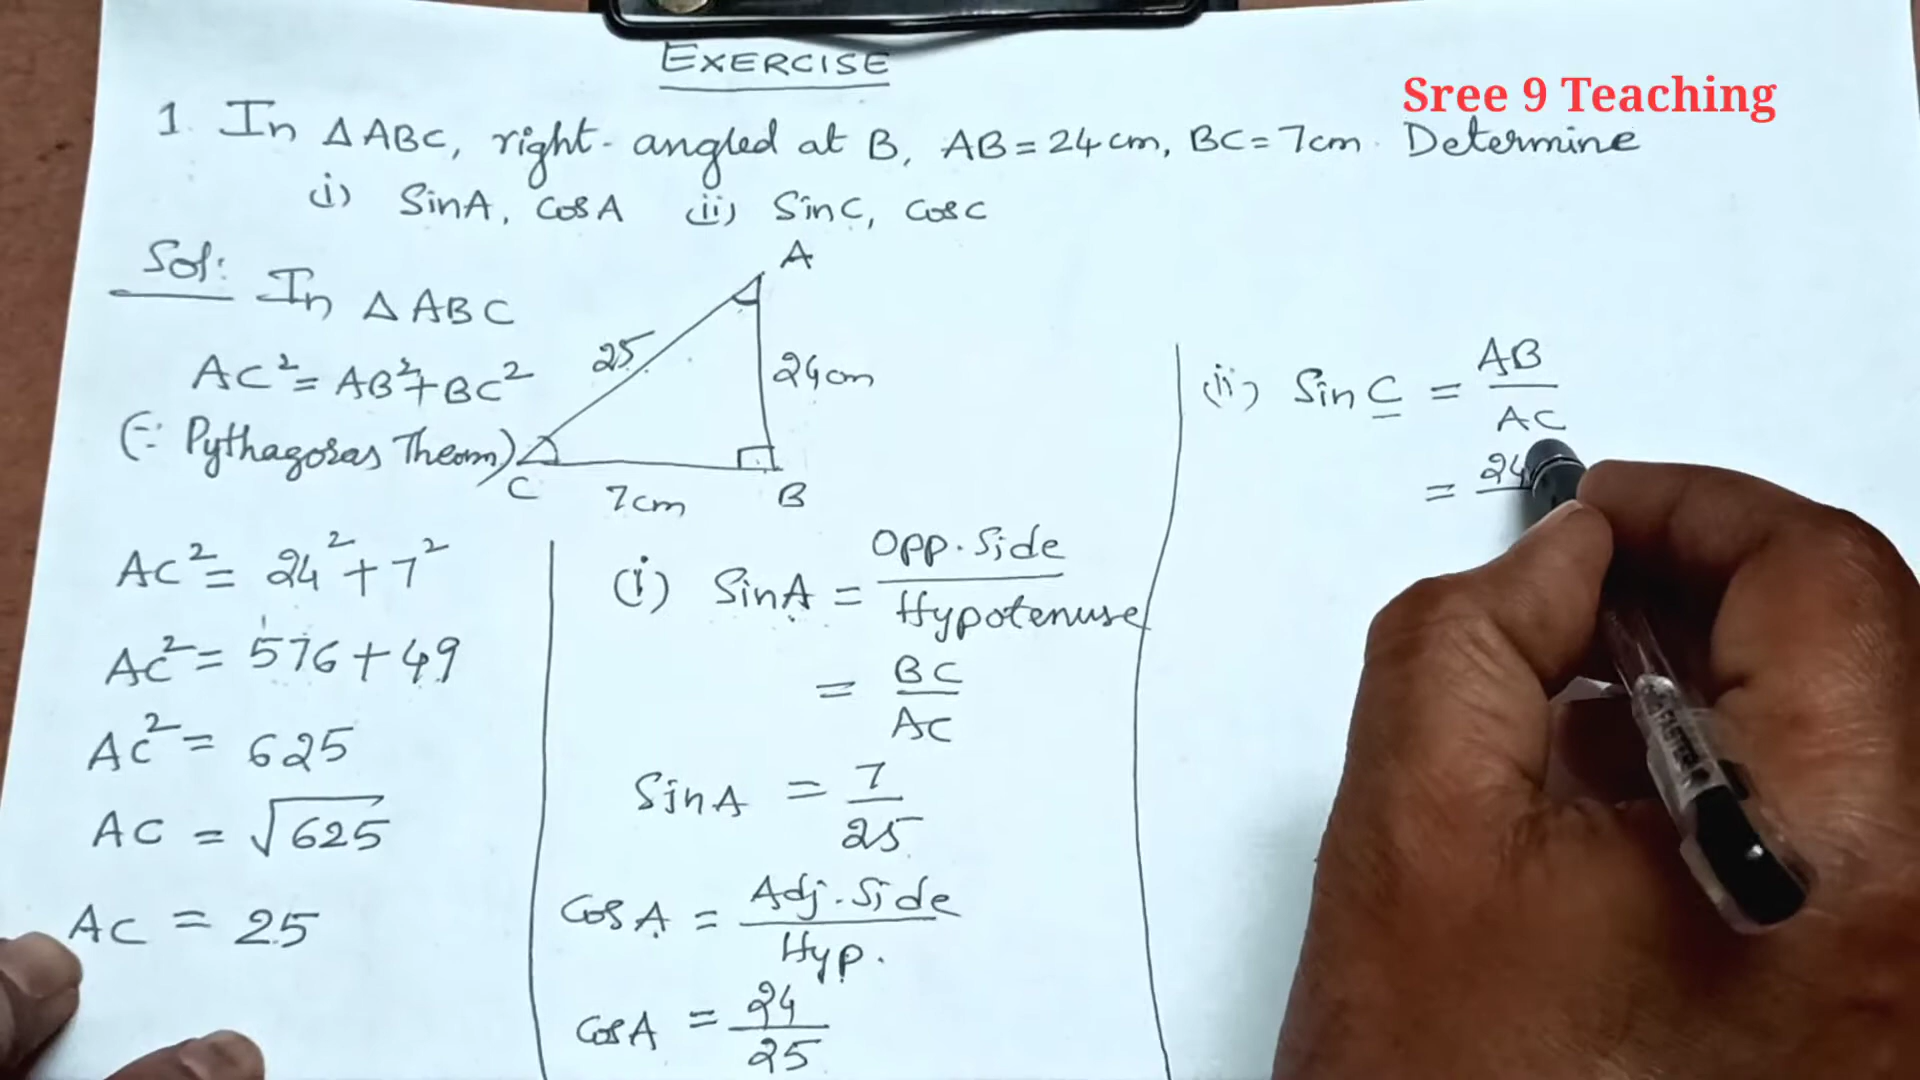 EXERCISE
Sree 9 Teaching
1. In △ABC, right-angled at B, AB = 24cm, BC = 7cm. Determine
(i) SinA, CosA (ii) SinC, CosC
Sol: In △ABC
AC² = AB² + BC²
(∵ Pythagoras Theorm)
A
25
24cm
C
7cm
B
AC² = 24² + 7²
AC² = 576 + 49
AC² = 625
AC = √625
AC = 25
(i) SinA = Opp. Side / Hypotenuse
= BC / AC
SinA = 7 / 25
CosA = Adj. Side / Hyp.
CosA = 24 / 25
(ii) SinC = AB / AC
= 24